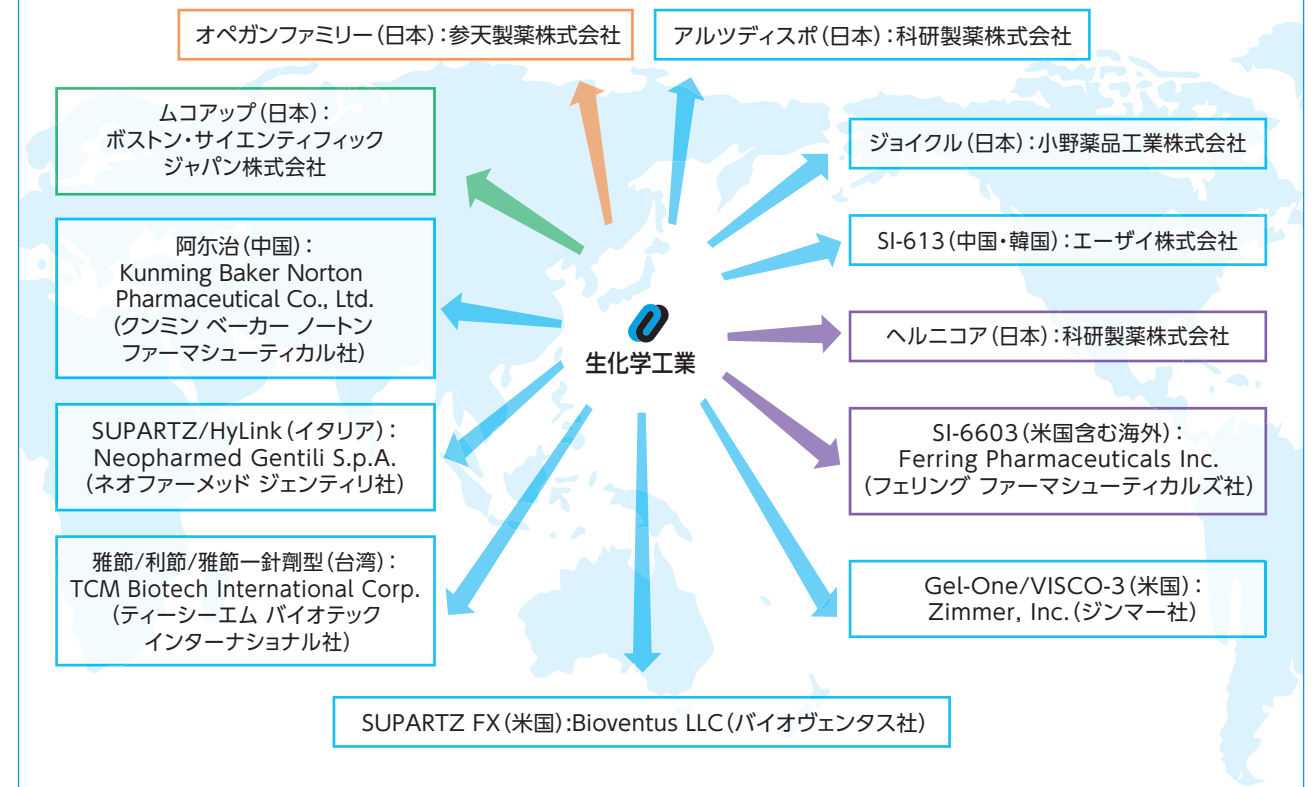 オペガンファミリー(日本):参天製薬株式会社
アルツディスポ(日本):科研製薬株式会社
ムコアップ(日本):
ボストン・サイエンティフィック
ジャパン株式会社
ジョイクル(日本):小野薬品工業株式会社
阿尓治(中国):
Kunming Baker Norton
Pharmaceutical Co., Ltd.
(クンミン ベーカー ノートン
ファーマシューティカル社)
SI-613(中国・韓国):エーザイ株式会社
生化学工業
ヘルニコア(日本):科研製薬株式会社
SUPARTZ/HyLink(イタリア):
Neopharmed Gentili S.p.A.
(ネオファーメッド ジェンティリ社)
SI-6603(米国含む海外):
Ferring Pharmaceuticals Inc.
(フェリング ファーマシューティカルズ社)
雅節/利節/雅節一針劑型(台湾):
TCM Biotech International Corp.
(ティーシーエム バイオテック
インターナショナル社)
Gel-One/VISCO-3(米国):
Zimmer, Inc.(ジンマー社)
SUPARTZ FX(米国):Bioventus LLC(バイオヴェンタス社)